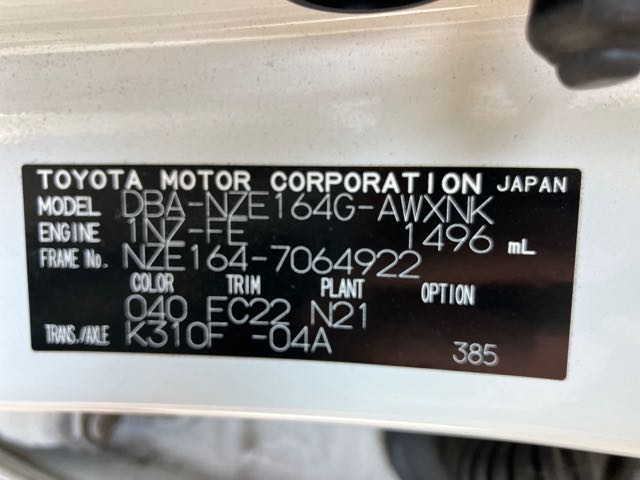 TOYOTA MOTOR CORPORATION JAPAN
MODEL DBA-NZE164G-AWXNK
ENGINE 1NZ-FE 1496 mL
FRAME No. NZE164-7064922
COLOR TRIM PLANT OPTION
040 FC22 N21
TRANS./AXLE K310F -04A
385